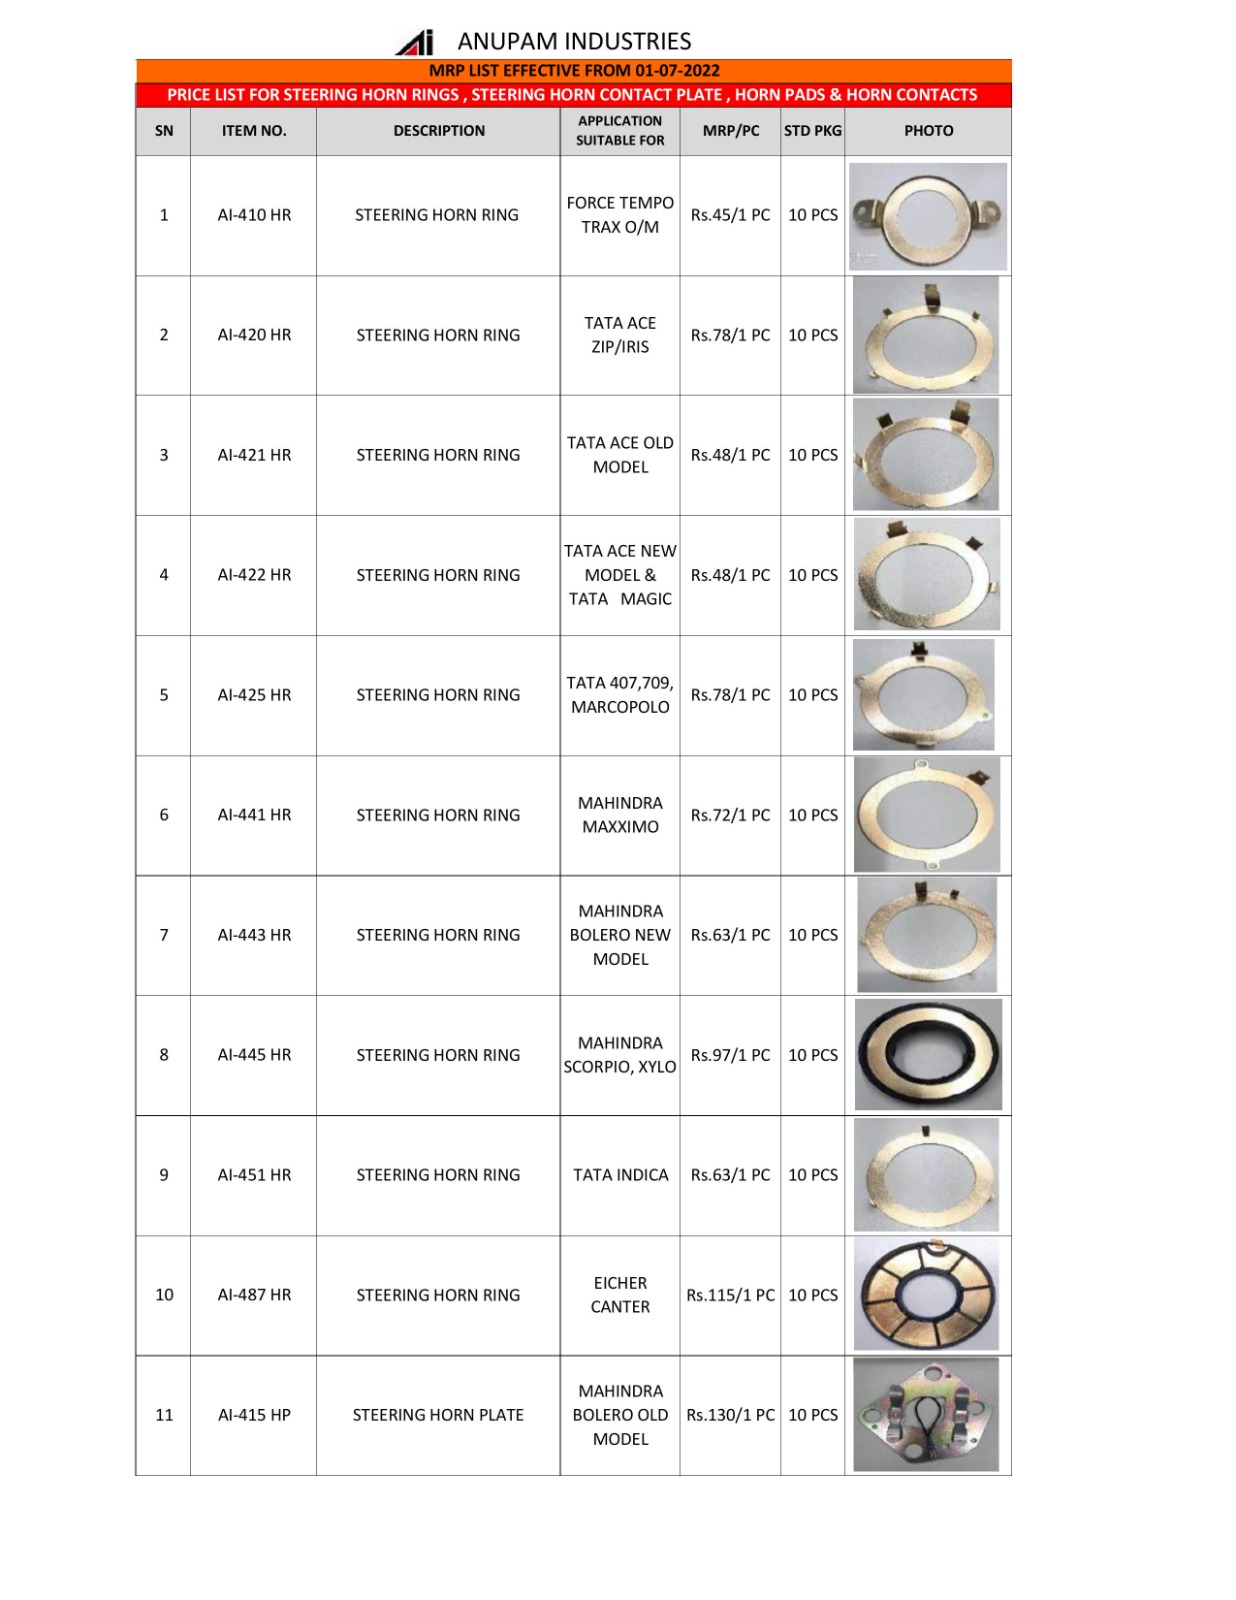 Ai ANUPAM INDUSTRIES
MRP LIST EFFECTIVE FROM 01-07-2022
PRICE LIST FOR STEERING HORN RINGS , STEERING HORN CONTACT PLATE , HORN PADS & HORN CONTACTS
SN ITEM NO. DESCRIPTION APPLICATION SUITABLE FOR MRP/PC STD PKG PHOTO
1 AI-410 HR STEERING HORN RING FORCE TEMPO TRAX O/M Rs.45/1 PC 10 PCS
2 AI-420 HR STEERING HORN RING TATA ACE ZIP/IRIS Rs.78/1 PC 10 PCS
3 AI-421 HR STEERING HORN RING TATA ACE OLD MODEL Rs.48/1 PC 10 PCS
4 AI-422 HR STEERING HORN RING TATA ACE NEW MODEL & TATA MAGIC Rs.48/1 PC 10 PCS
5 AI-425 HR STEERING HORN RING TATA 407,709, MARCOPOLO Rs.78/1 PC 10 PCS
6 AI-441 HR STEERING HORN RING MAHINDRA MAXXIMO Rs.72/1 PC 10 PCS
7 AI-443 HR STEERING HORN RING MAHINDRA BOLERO NEW MODEL Rs.63/1 PC 10 PCS
8 AI-445 HR STEERING HORN RING MAHINDRA SCORPIO, XYLO Rs.97/1 PC 10 PCS
9 AI-451 HR STEERING HORN RING TATA INDICA Rs.63/1 PC 10 PCS
10 AI-487 HR STEERING HORN RING EICHER CANTER Rs.115/1 PC 10 PCS
11 AI-415 HP STEERING HORN PLATE MAHINDRA BOLERO OLD MODEL Rs.130/1 PC 10 PCS